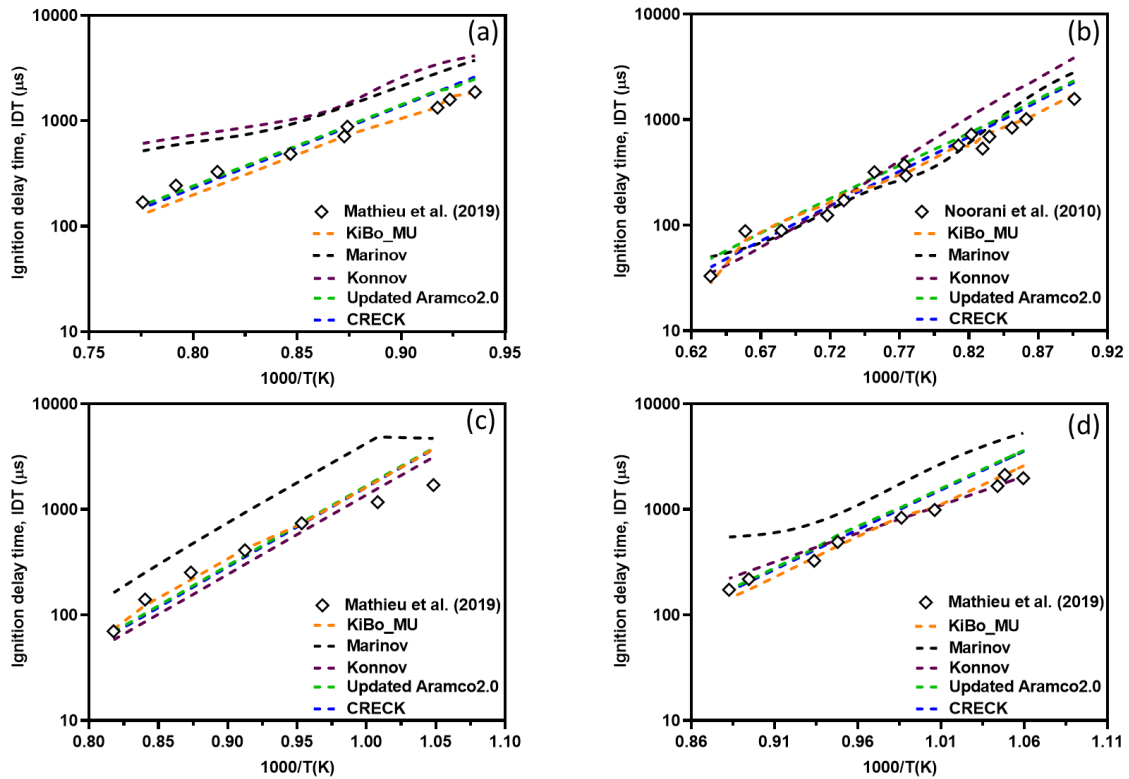 (a)
10000
1000
100
10
Ignition delay time, IDT (μs)
Mathieu et al. (2019)
KiBo_MU
Marinov
Konnov
Updated Aramco2.0
CRECK
0.75 0.80 0.85 0.90 0.95
1000/T(K)
(b)
10000
1000
100
10
Ignition delay time, IDT (μs)
Noorani et al. (2010)
KiBo_MU
Marinov
Konnov
Updated Aramco2.0
CRECK
0.62 0.67 0.72 0.77 0.82 0.87 0.92
1000/T(K)
(c)
10000
1000
100
10
Ignition delay time, IDT (μs)
Mathieu et al. (2019)
KiBo_MU
Marinov
Konnov
Updated Aramco2.0
CRECK
0.80 0.85 0.90 0.95 1.00 1.05 1.10
1000/T(K)
(d)
10000
1000
100
10
Ignition delay time, IDT (μs)
Mathieu et al. (2019)
KiBo_MU
Marinov
Konnov
Updated Aramco2.0
CRECK
0.86 0.91 0.96 1.01 1.06 1.11
1000/T(K)